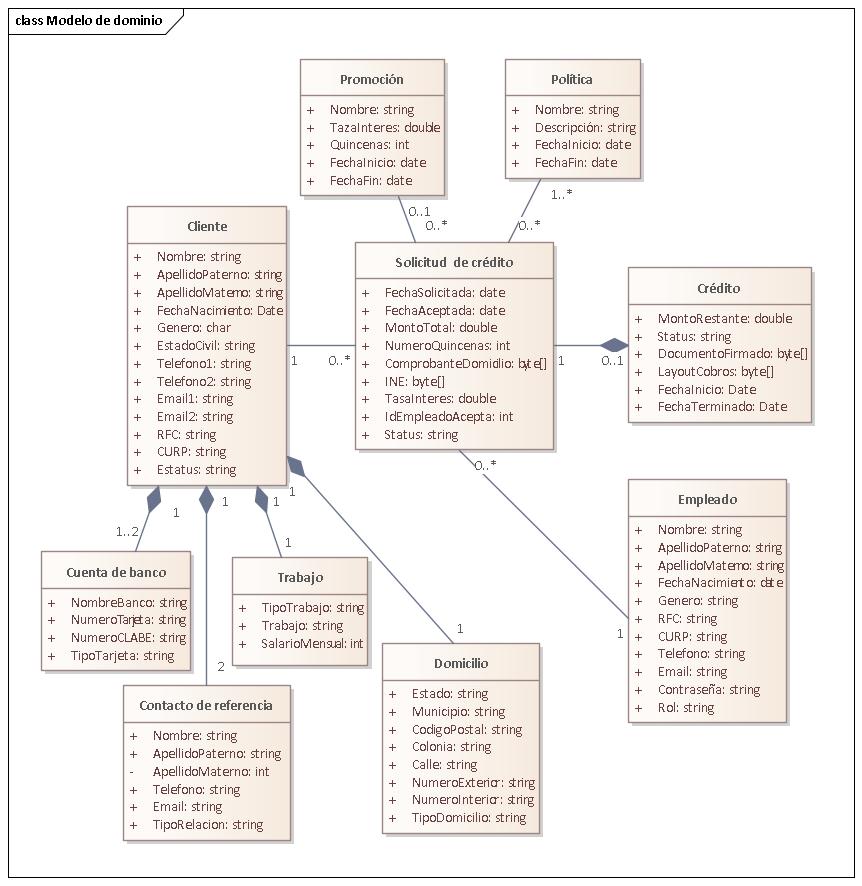 class Modelo de dominio
Promoción
+ Nombre: string
+ TazaInteres: double
+ Quincenas: int
+ FechaInicio: date
+ FechaFin: date
Política
+ Nombre: string
+ Descripción: string
+ FechaInicio: date
+ FechaFin: date
0..1
0..*
1..*
0..*
Cliente
+ Nombre: string
+ ApellidoPaterno: string
+ ApellidoMaterno: string
+ FechaNacimiento: Date
+ Genero: char
+ EstadoCivil: string
+ Telefono1: string
+ Telefono2: string
+ Email1: string
+ Email2: string
+ RFC: string
+ CURP: string
+ Estatus: string
1
0..*
Solicitud de crédito
+ FechaSolicitada: date
+ FechaAceptada: date
+ MontoTotal: double
+ NumeroQuincenas: int
+ ComprobanteDomidlio: byte[]
+ INE: byte[]
+ TasaInteres: double
+ IdEmpleadoAcepta: int
+ Status: string
1
0..1
Crédito
+ MontoRestante: double
+ Status: string
+ DocumentoFirmado: byte[]
+ LayoutCobros: byte[]
+ FechaInicio: Date
+ FechaTerminado: Date
0..*
1
Empleado
+ Nombre: string
+ ApellidoPaterno: string
+ ApellidoMaterno: string
+ FechaNacimiento: date
+ Genero: string
+ RFC: string
+ CURP: string
+ Telefono: string
+ Email: string
+ Contraseña: string
+ Rol: string
1
1..2
Cuenta de banco
+ NombreBanco: string
+ NumeroTarjeta: string
+ NumeroCLABE: string
+ TipoTarjeta: string
1
2
Contacto de referencia
+ Nombre: string
+ ApellidoPaterno: string
- ApellidoMaterno: int
+ Telefono: string
+ Email: string
+ TipoRelacion: string
1
1
Trabajo
+ TipoTrabajo: string
+ Trabajo: string
+ SalarioMensual: int
1
1
Domicilio
+ Estado: string
+ Municipio: string
+ CodigoPostal: string
+ Colonia: string
+ Calle: string
+ NumeroExterior: string
+ NumeroInterior: string
+ TipoDomicilio: string